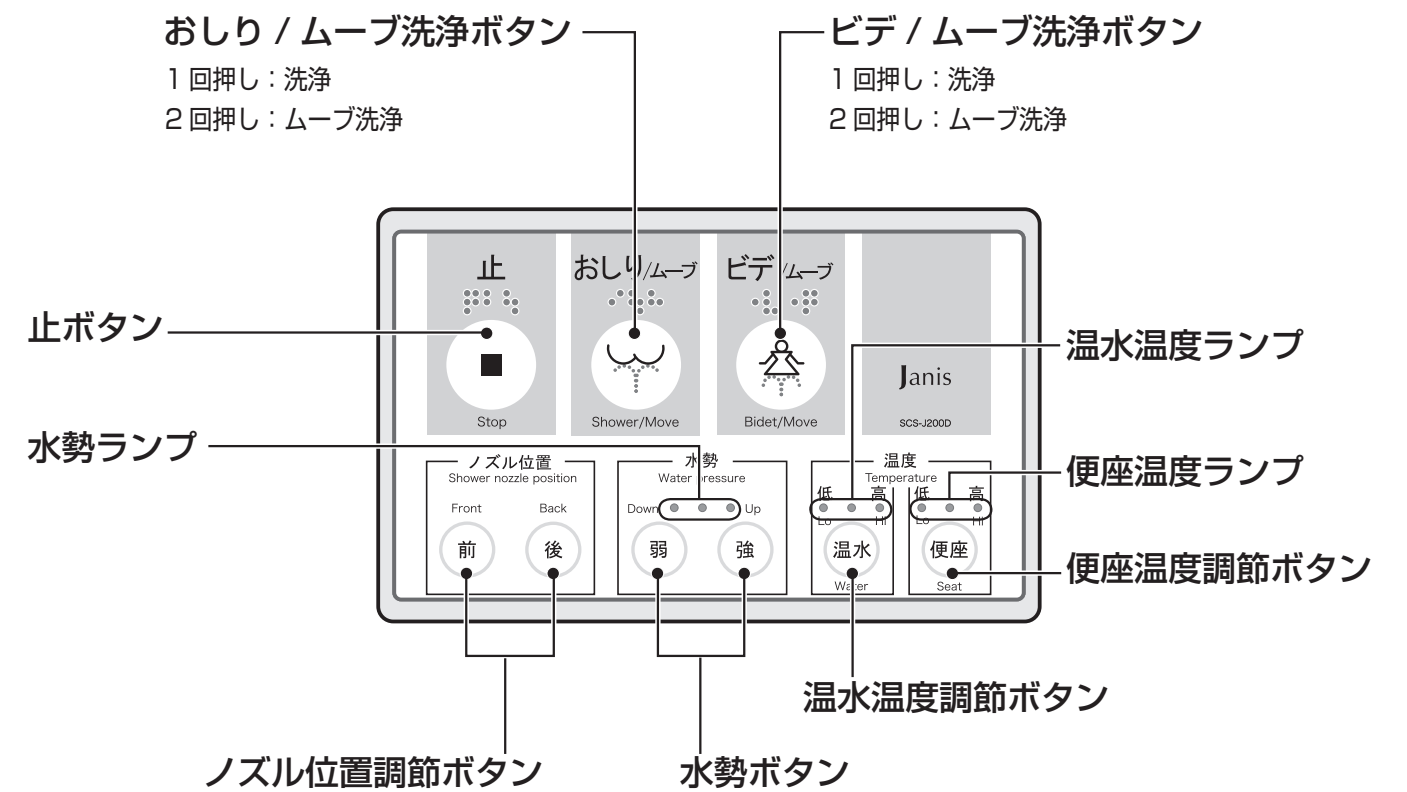 おしり / ムーブ洗浄ボタン
1 回押し：洗浄
2 回押し：ムーブ洗浄
ビデ / ムーブ洗浄ボタン
1 回押し：洗浄
2 回押し：ムーブ洗浄
止
おしり/ムーブ
ビデ/ムーブ
止ボタン
温水温度ランプ
Janis
Stop
Shower/Move
Bidet/Move
SCS-J200D
水勢ランプ
ノズル位置
Shower nozzle position
水勢
Water pressure
温度
Temperature
便座温度ランプ
低
高
低
高
Front
Back
Down
Up
Lo
Hi
Lo
Hi
前
後
弱
強
温水
便座
便座温度調節ボタン
Water
Seat
温水温度調節ボタン
ノズル位置調節ボタン
水勢ボタン